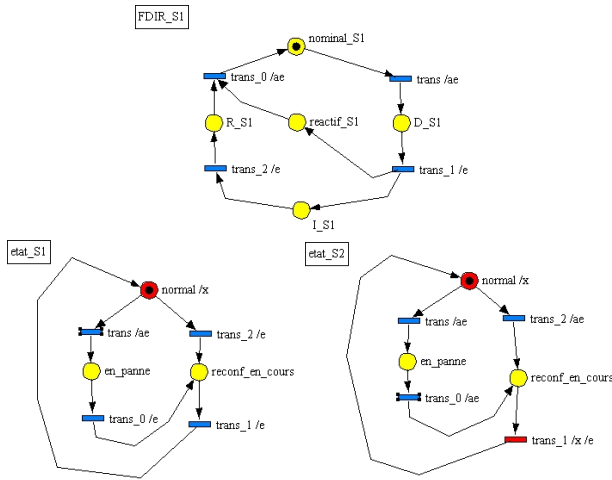 FDIR_S1
nominal_S1
trans_0 /ae
trans /ae
R_S1
reactif_S1
D_S1
trans_2 /e
trans_1 /e
I_S1
etat_S1
normal /x
trans /ae
trans_2 /e
en_panne
reconf_en_cours
trans_0 /e
trans_1 /e
etat_S2
normal /x
trans /ae
trans_2 /ae
en_panne
reconf_en_cours
trans_0 /ae
trans_1 /x /e